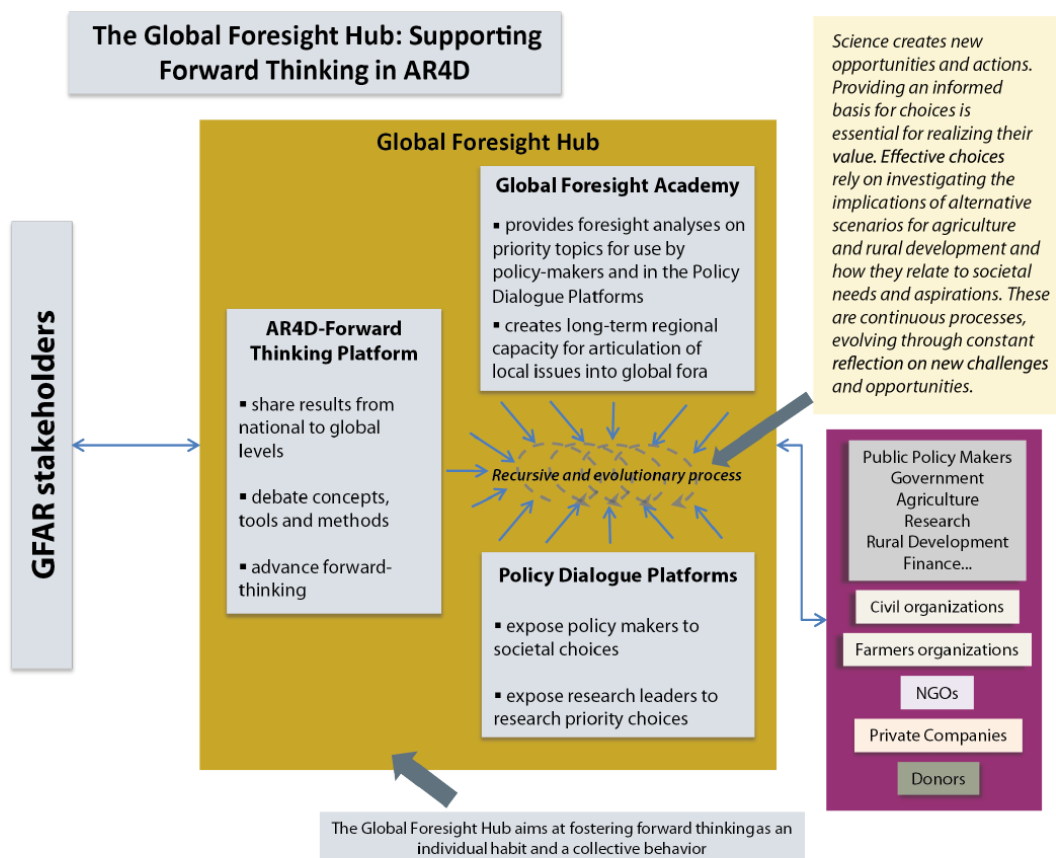 The Global Foresight Hub: Supporting
Forward Thinking in AR4D
Science creates new
opportunities and actions.
Providing an informed
basis for choices is
essential for realizing their
value. Effective choices
rely on investigating the
implications of alternative
scenarios for agriculture
and rural development and
how they relate to societal
needs and aspirations. These
are continuous processes,
evolving through constant
reflection on new challenges
and opportunities.
GFAR stakeholders
Global Foresight Hub
Global Foresight Academy
▪ provides foresight analyses on
priority topics for use by
policy-makers and in the Policy
Dialogue Platforms
▪ creates long-term regional
capacity for articulation of
local issues into global fora
AR4D-Forward
Thinking Platform
▪ share results from
national to global
levels
▪ debate concepts,
tools and methods
▪ advance forward-
thinking
Recursive and evolutionary process
Policy Dialogue Platforms
▪ expose policy makers to
societal choices
▪ expose research leaders to
research priority choices
Public Policy Makers
Government
Agriculture
Research
Rural Development
Finance...
Civil organizations
Farmers organizations
NGOs
Private Companies
Donors
The Global Foresight Hub aims at fostering forward thinking as an
individual habit and a collective behavior